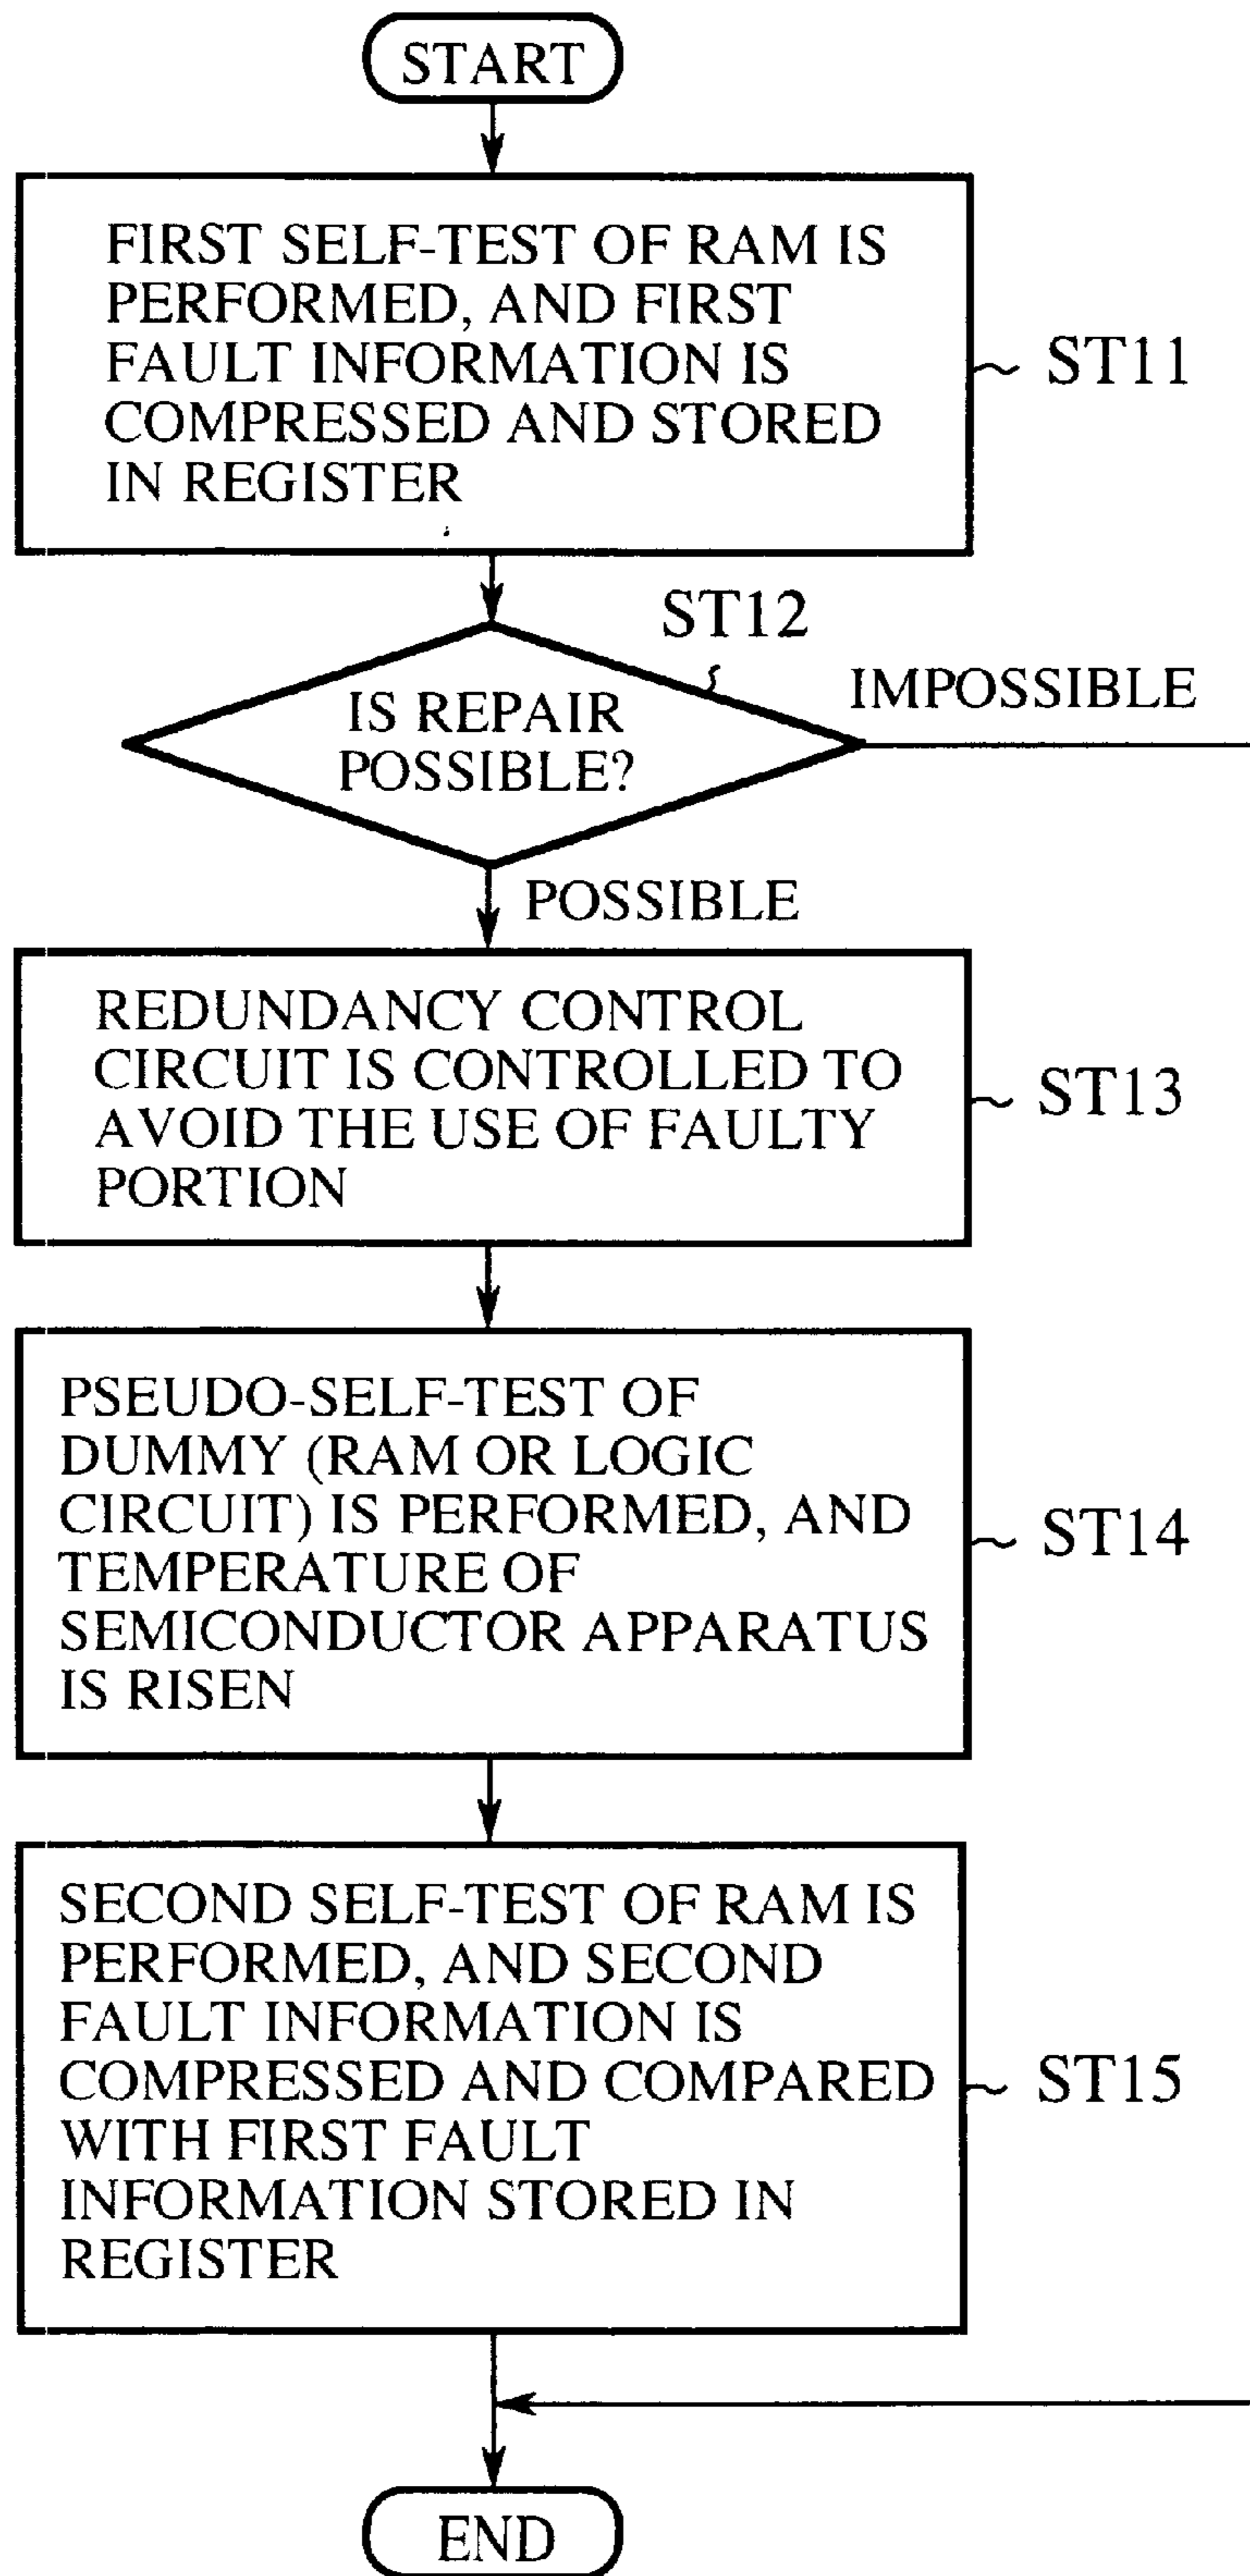 START
FIRST SELF-TEST OF RAM IS
PERFORMED, AND FIRST
FAULT INFORMATION IS
COMPRESSED AND STORED
IN REGISTER
ST11
ST12
IS REPAIR
POSSIBLE?
IMPOSSIBLE
POSSIBLE
REDUNDANCY CONTROL
CIRCUIT IS CONTROLLED TO
AVOID THE USE OF FAULTY
PORTION
ST13
PSEUDO-SELF-TEST OF
DUMMY (RAM OR LOGIC
CIRCUIT) IS PERFORMED, AND
TEMPERATURE OF
SEMICONDUCTOR APPARATUS
IS RISEN
ST14
SECOND SELF-TEST OF RAM IS
PERFORMED, AND SECOND
FAULT INFORMATION IS
COMPRESSED AND COMPARED
WITH FIRST FAULT
INFORMATION STORED IN
REGISTER
ST15
END